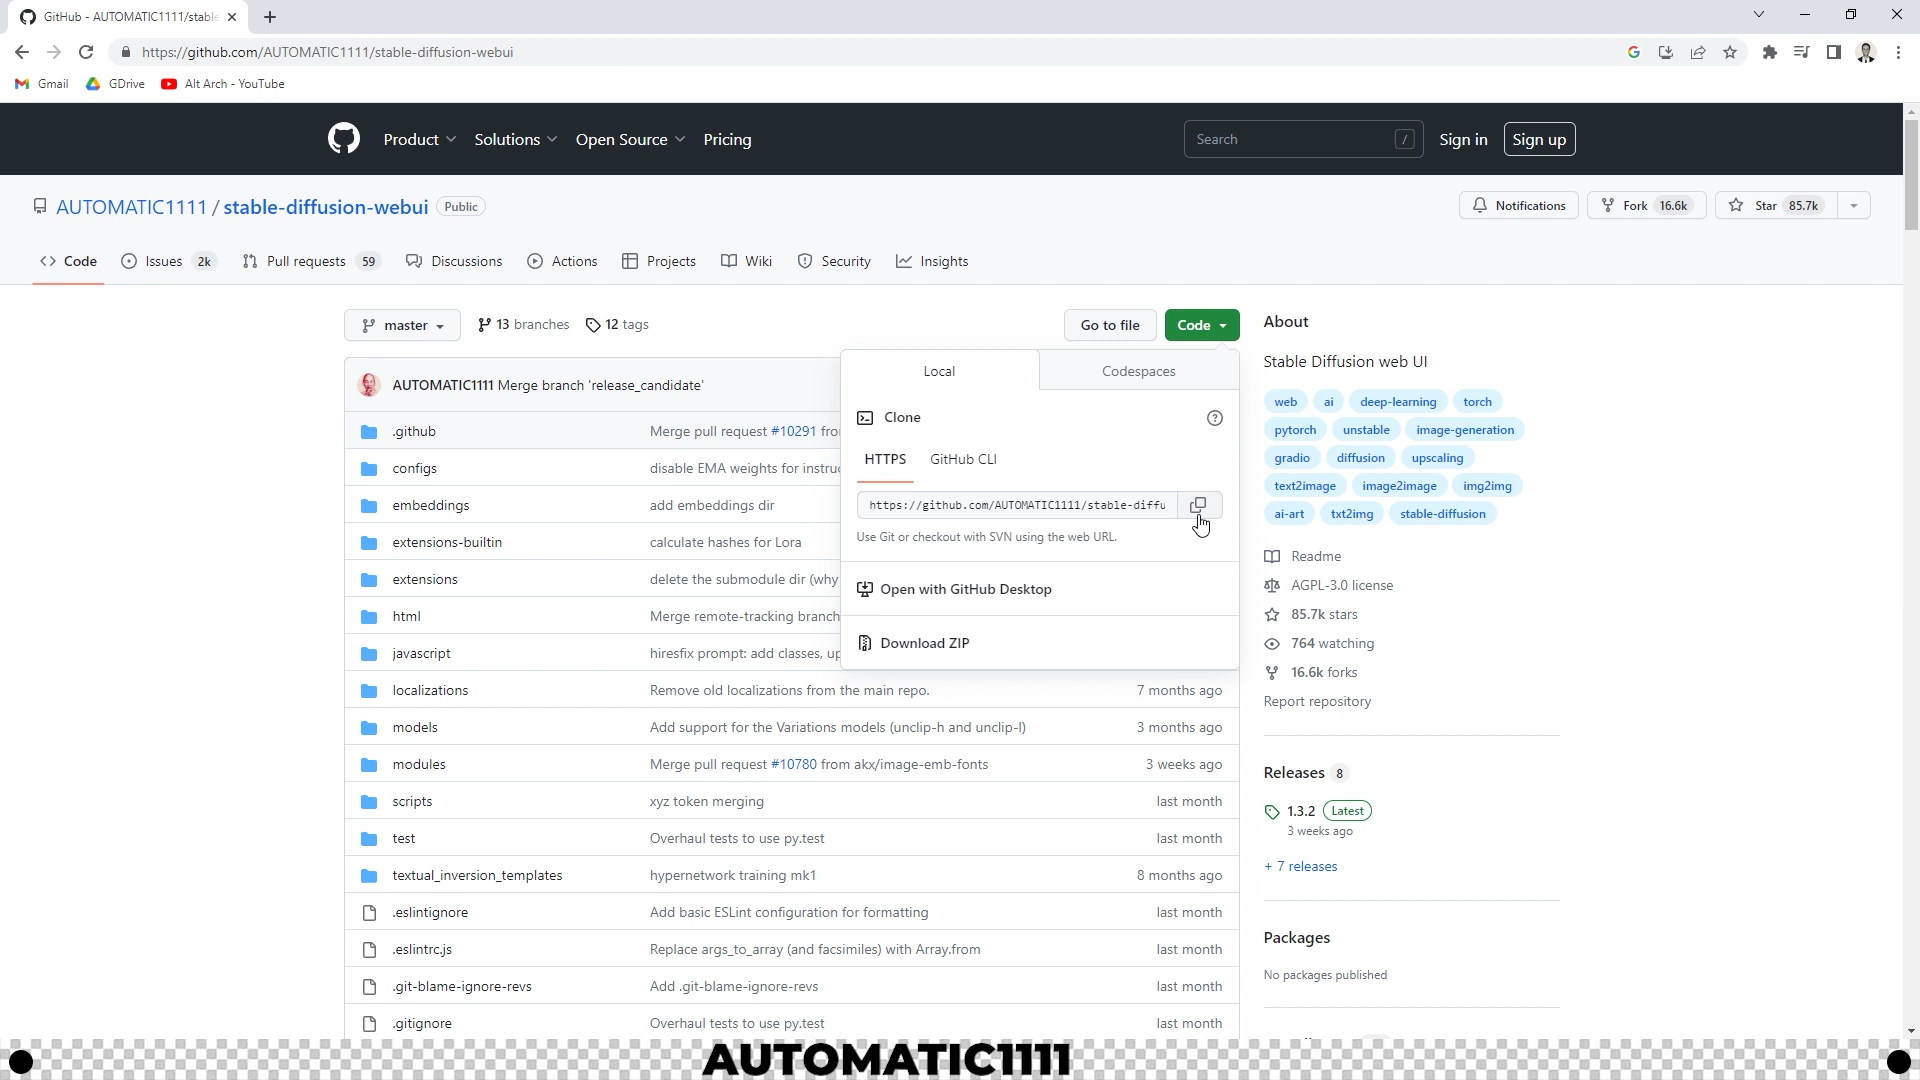 GitHub - AUTOMATIC1111/stable
https://github.com/AUTOMATIC1111/stable-diffusion-webui
Gmail GDrive Alt Arch - YouTube
Product Solutions Open Source Pricing Search / Sign in Sign up
AUTOMATIC1111 / stable-diffusion-webui Public
Notifications Fork 16.6k Star 85.7k
Code Issues 2k Pull requests 59 Discussions Actions Projects Wiki Security Insights
master 13 branches 12 tags Go to file Code
AUTOMATIC1111 Merge branch 'release_candidate'
.github Merge pull request #10291 fro
configs disable EMA weights for instru
embeddings add embeddings dir
extensions-builtin calculate hashes for Lora
extensions delete the submodule dir (why
html Merge remote-tracking branch
javascript hiresfix prompt: add classes, up
localizations Remove old localizations from the main repo. 7 months ago
models Add support for the Variations models (unclip-h and unclip-l) 3 months ago
modules Merge pull request #10780 from akx/image-emb-fonts 3 weeks ago
scripts xyz token merging last month
test Overhaul tests to use py.test last month
textual_inversion_templates hypernetwork training mk1 8 months ago
.eslintignore Add basic ESLint configuration for formatting last month
.eslintrc.js Replace args_to_array (and facsimiles) with Array.from last month
.git-blame-ignore-revs Add .git-blame-ignore-revs last month
.gitignore Overhaul tests to use py.test last month
Local Codespaces
Clone
HTTPS GitHub CLI
https://github.com/AUTOMATIC1111/stable-diffu
Use Git or checkout with SVN using the web URL.
Open with GitHub Desktop
Download ZIP
About
Stable Diffusion web UI
web ai deep-learning torch
pytorch unstable image-generation
gradio diffusion upscaling
text2image image2image img2img
ai-art txt2img stable-diffusion
Readme
AGPL-3.0 license
85.7k stars
764 watching
16.6k forks
Report repository
Releases 8
1.3.2 Latest
3 weeks ago
+ 7 releases
Packages
No packages published
AUTOMATIC1111